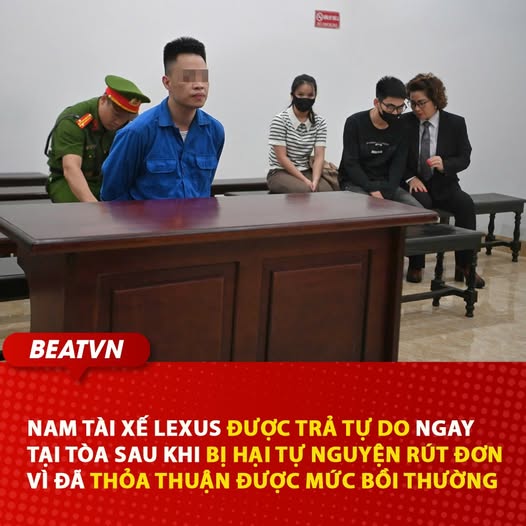 BEATVN
NAM TÀI XẾ LEXUS ĐƯỢC TRẢ TỰ DO NGAY
TẠI TÒA SAU KHI BỊ HẠI TỰ NGUYỆN RÚT ĐƠN
VÌ ĐÃ THỎA THUẬN ĐƯỢC MỨC BỒI THƯỜNG